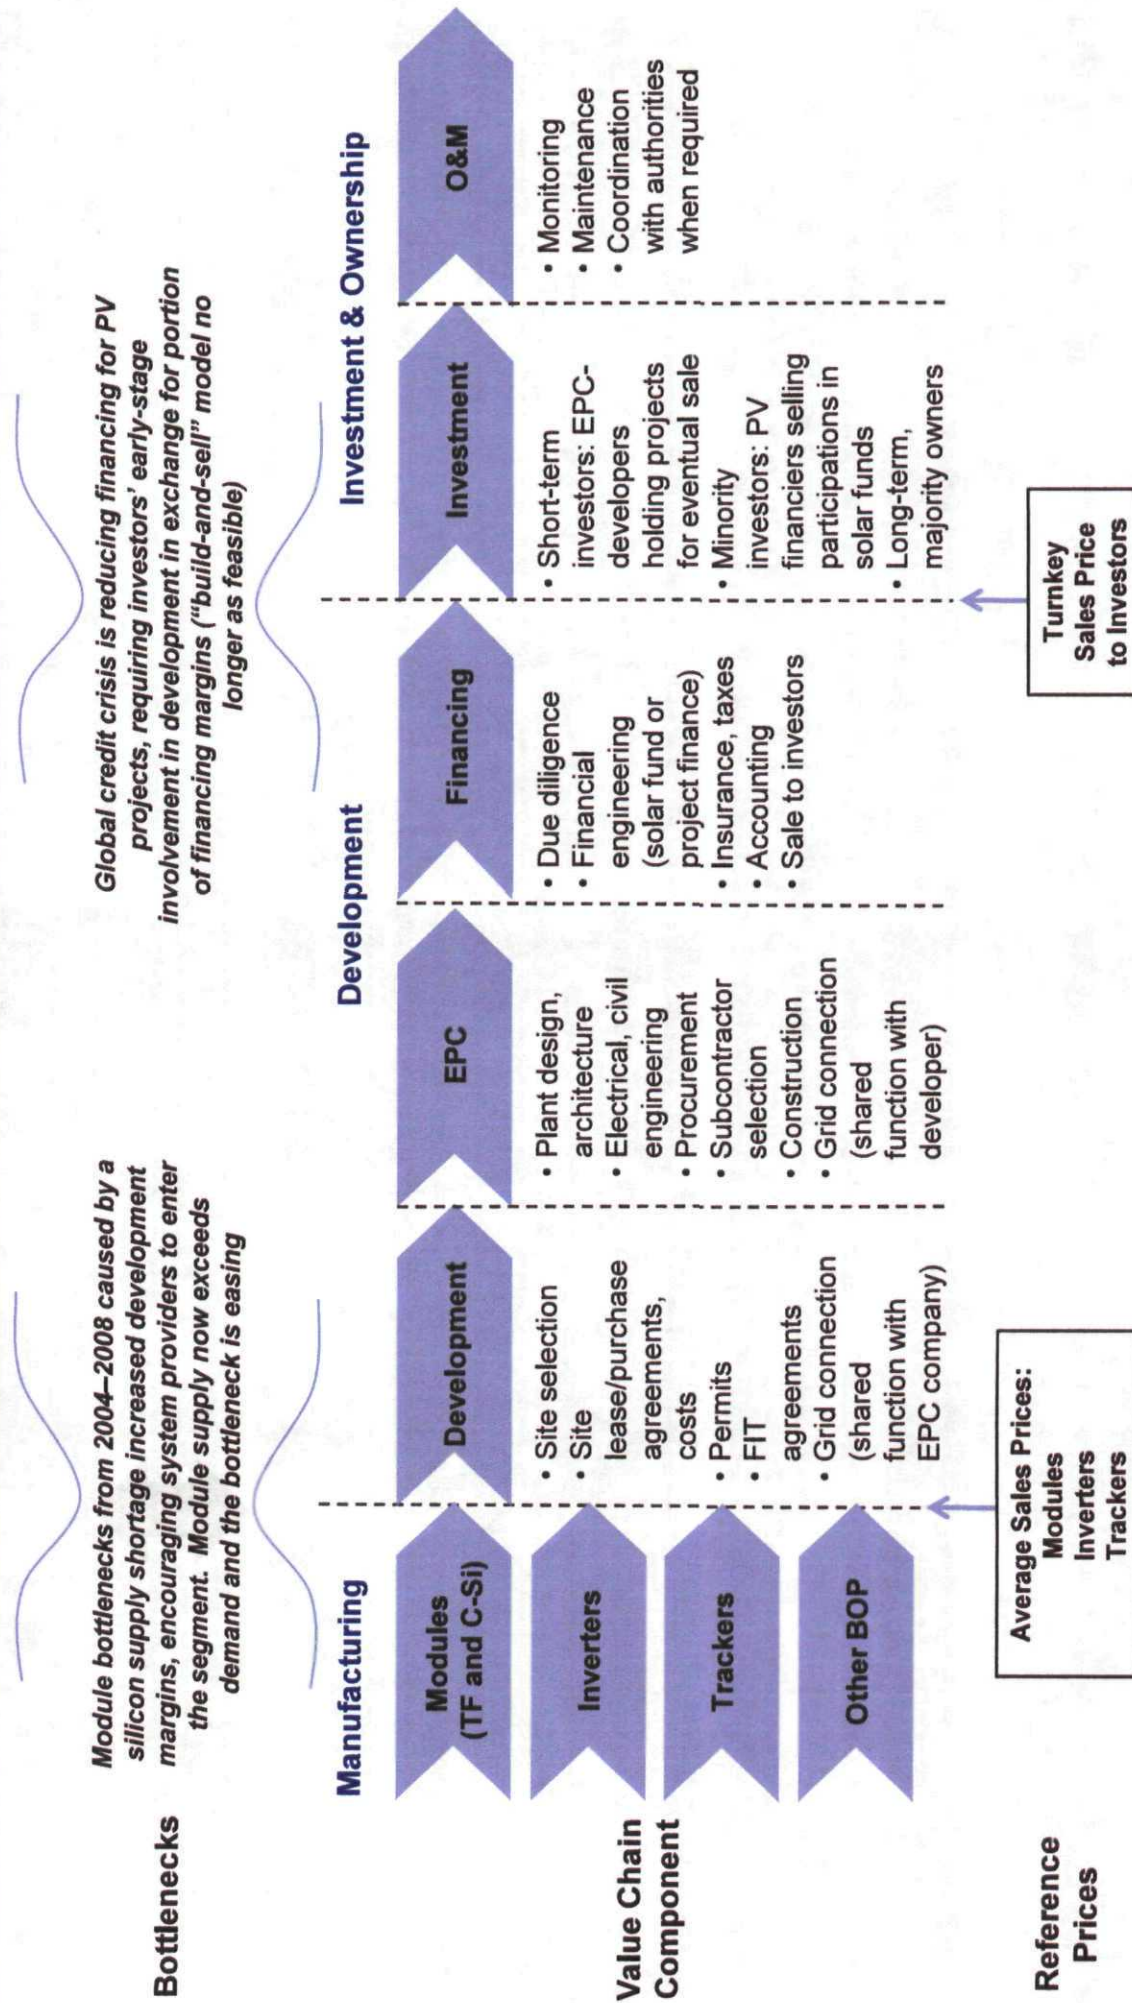 Bottlenecks
Module bottlenecks from 2004–2008 caused by a
silicon supply shortage increased development
margins, encouraging system providers to enter
the segment. Module supply now exceeds
demand and the bottleneck is easing
Global credit crisis is reducing financing for PV
projects, requiring investors' early-stage
involvement in development in exchange for portion
of financing margins ("build-and-sell" model no
longer as feasible)
Manufacturing
Development
Investment & Ownership
Value Chain
Component
Modules
(TF and C-Si)
Inverters
Trackers
Other BOP
Development
• Site selection
• Site
lease/purchase
agreements,
costs
• Permits
• FIT
agreements
• Grid connection
(shared
function with
EPC company)
EPC
• Plant design,
architecture
• Electrical, civil
engineering
• Procurement
• Subcontractor
selection
• Construction
• Grid connection
(shared
function with
developer)
Financing
• Due diligence
• Financial
engineering
(solar fund or
project finance)
• Insurance, taxes
• Accounting
• Sale to investors
Investment
• Short-term
investors: EPC-
developers
holding projects
for eventual sale
• Minority
investors: PV
financiers selling
participations in
solar funds
• Long-term,
majority owners
O&M
• Monitoring
• Maintenance
• Coordination
with authorities
when required
Reference
Prices
Average Sales Prices:
Modules
Inverters
Trackers
Turnkey
Sales Price
to Investors